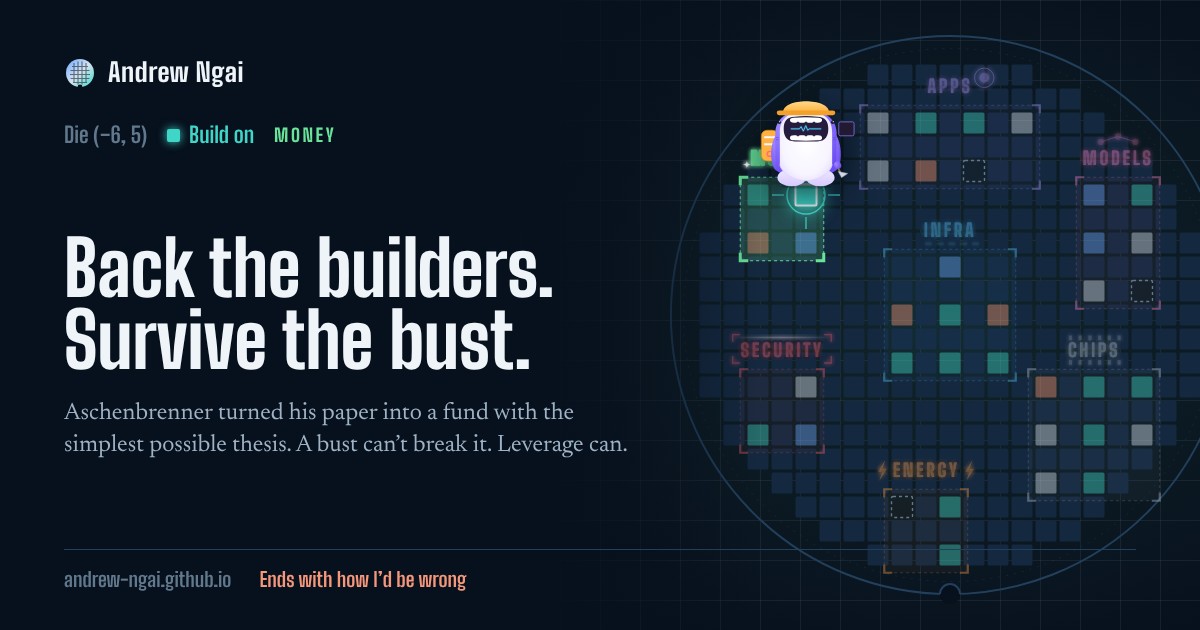 Andrew Ngai
Die (−6, 5) Build on MONEY
Back the builders.
Survive the bust.
Aschenbrenner turned his paper into a fund with the
simplest possible thesis. A bust can’t break it. Leverage can.
andrew-ngai.github.io Ends with how I’d be wrong
APPS
MODELS
INFRA
SECURITY
CHIPS
ENERGY